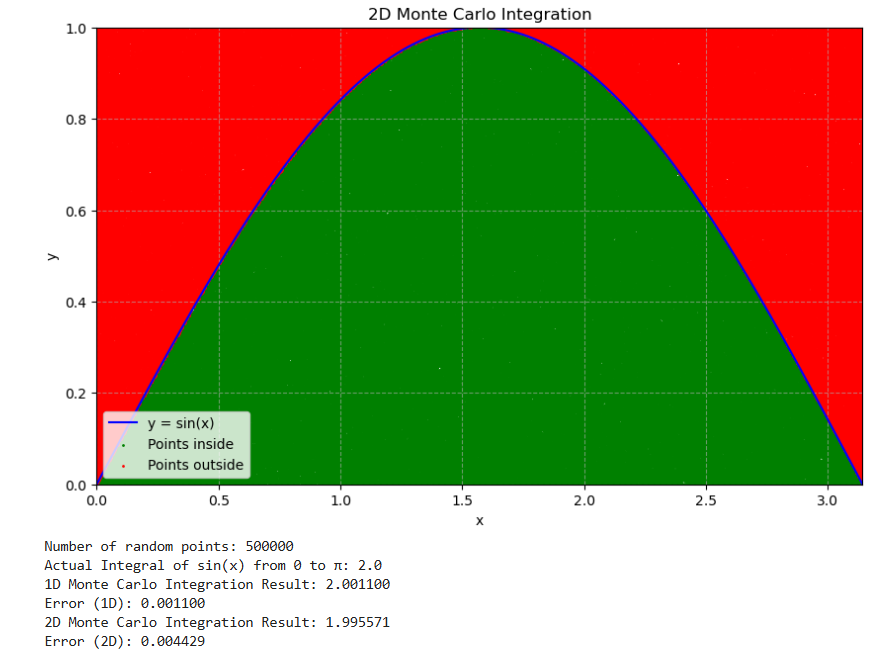 2D Monte Carlo Integration
1.0
0.8
0.6
0.4
0.2
0.0
y
y = sin(x)
Points inside
Points outside
0.0 0.5 1.0 1.5 2.0 2.5 3.0
x
Number of random points: 500000
Actual Integral of sin(x) from 0 to π: 2.0
1D Monte Carlo Integration Result: 2.001100
Error (1D): 0.001100
2D Monte Carlo Integration Result: 1.995571
Error (2D): 0.004429